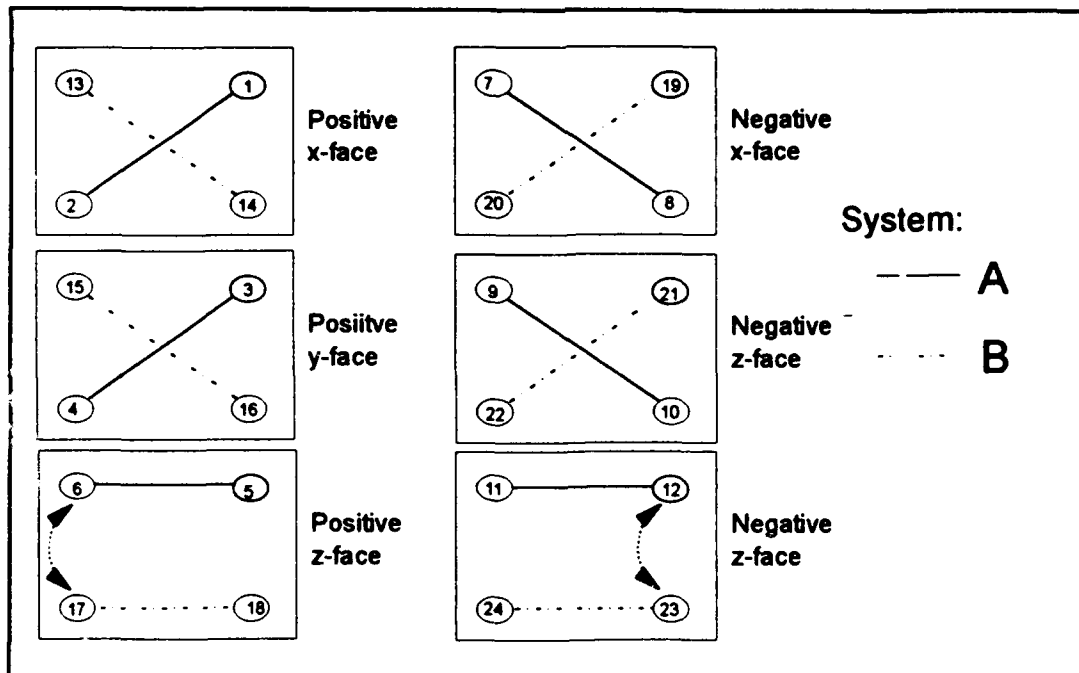 13 1
Positive
x-face
2 14
7 19
Negative
x-face
20 8
System:
A
B
15 3
Posiitve
y-face
4 16
9 21
Negative
z-face
22 10
6 5
Positive
z-face
17 18
11 12
Negative
z-face
24 23